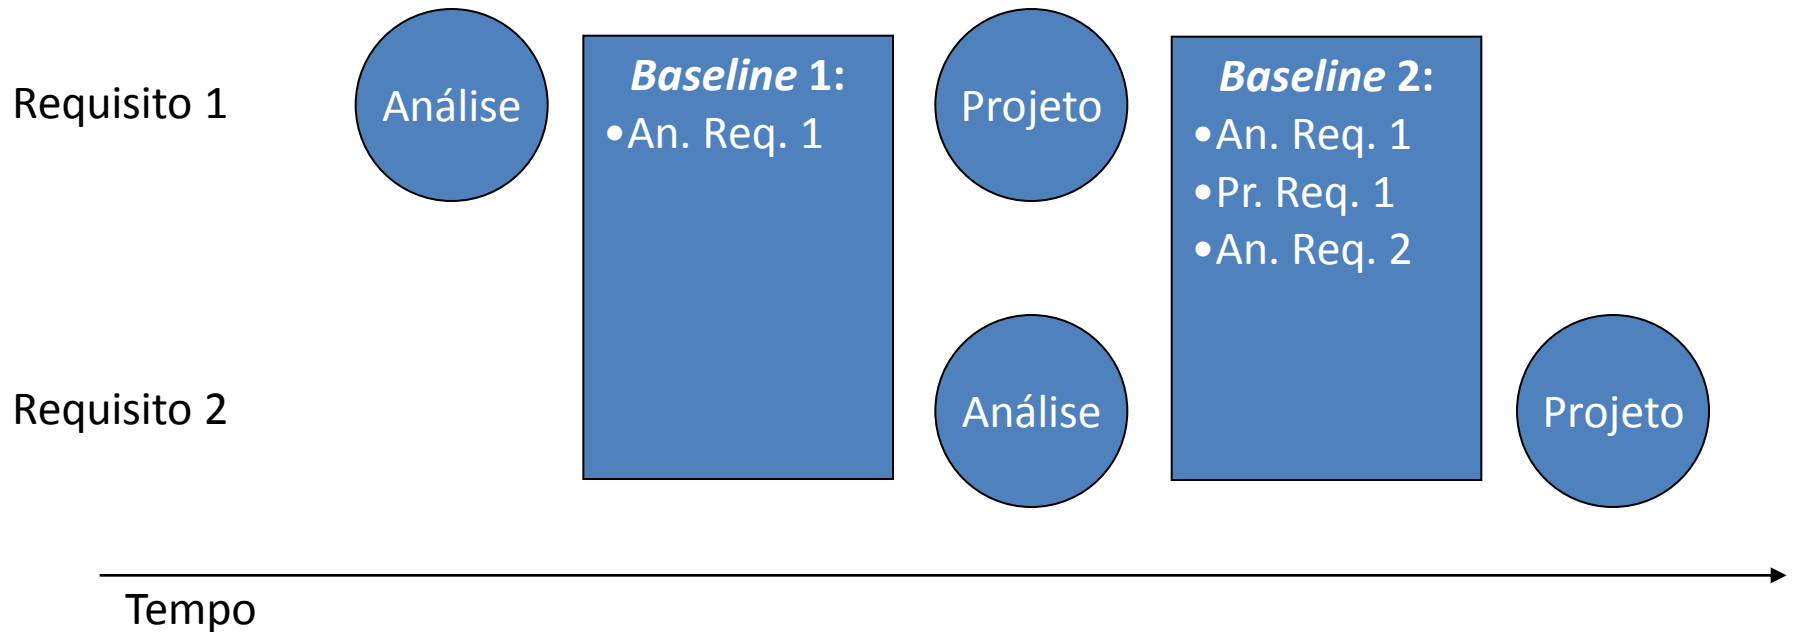 Requisito 1
Análise
Baseline 1:
•An. Req. 1
Projeto
Baseline 2:
•An. Req. 1
•Pr. Req. 1
•An. Req. 2
Requisito 2
Análise
Projeto
Tempo